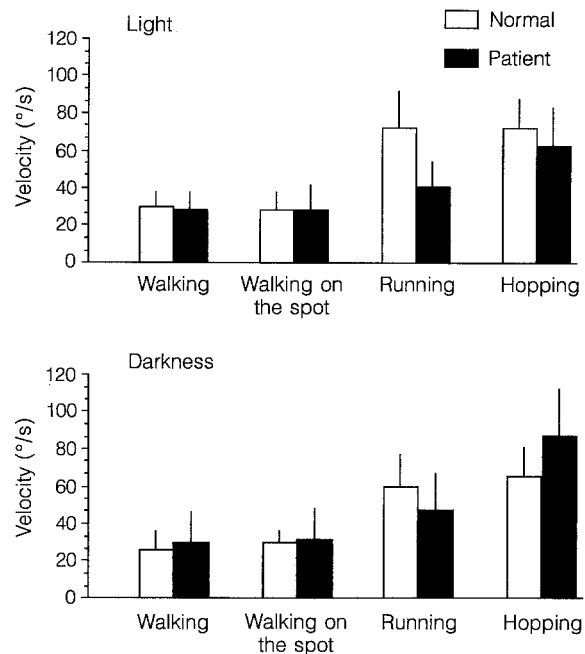 Light
Normal
Patient
120
100
80
60
40
20
0
Velocity (°/s)
Walking
Walking on
the spot
Running
Hopping
Darkness
120
100
80
60
40
20
0
Velocity (°/s)
Walking
Walking on
the spot
Running
Hopping